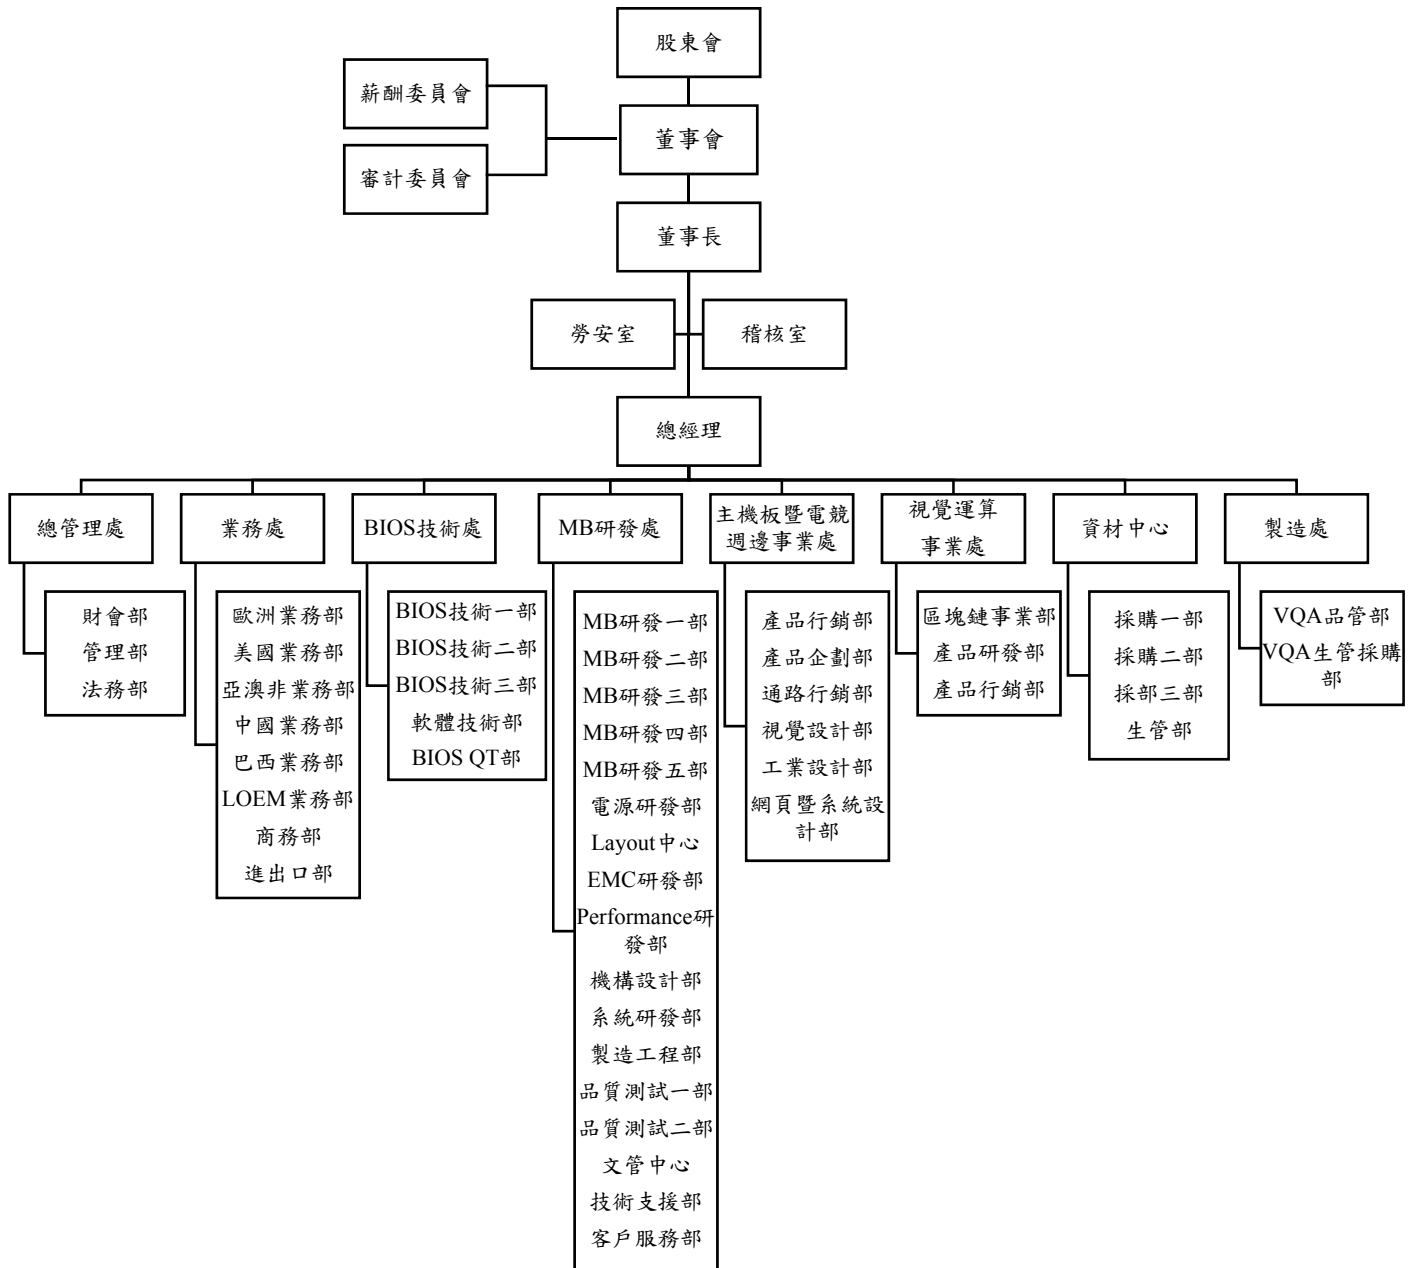 股東會
薪酬委員會
董事會
審計委員會
董事長
勞安室
稽核室
總經理
總管理處
業務處
BIOS技術處
MB研發處
主機板暨電競
週邊事業處
視覺運算
事業處
資材中心
製造處
財會部
管理部
法務部
歐洲業務部
美國業務部
亞澳非業務部
中國業務部
巴西業務部
LOEM業務部
商務部
進出口部
BIOS技術一部
BIOS技術二部
BIOS技術三部
軟體技術部
BIOS QT部
MB研發一部
MB研發二部
MB研發三部
MB研發四部
MB研發五部
電源研發部
Layout中心
EMC研發部
Performance研
發部
機構設計部
系統研發部
製造工程部
品質測試一部
品質測試二部
文管中心
技術支援部
客戶服務部
產品行銷部
產品企劃部
通路行銷部
視覺設計部
工業設計部
網頁暨系統設
計部
區塊鏈事業部
產品研發部
產品行銷部
採購一部
採購二部
採部三部
生管部
VQA品管部
VQA生管採購
部